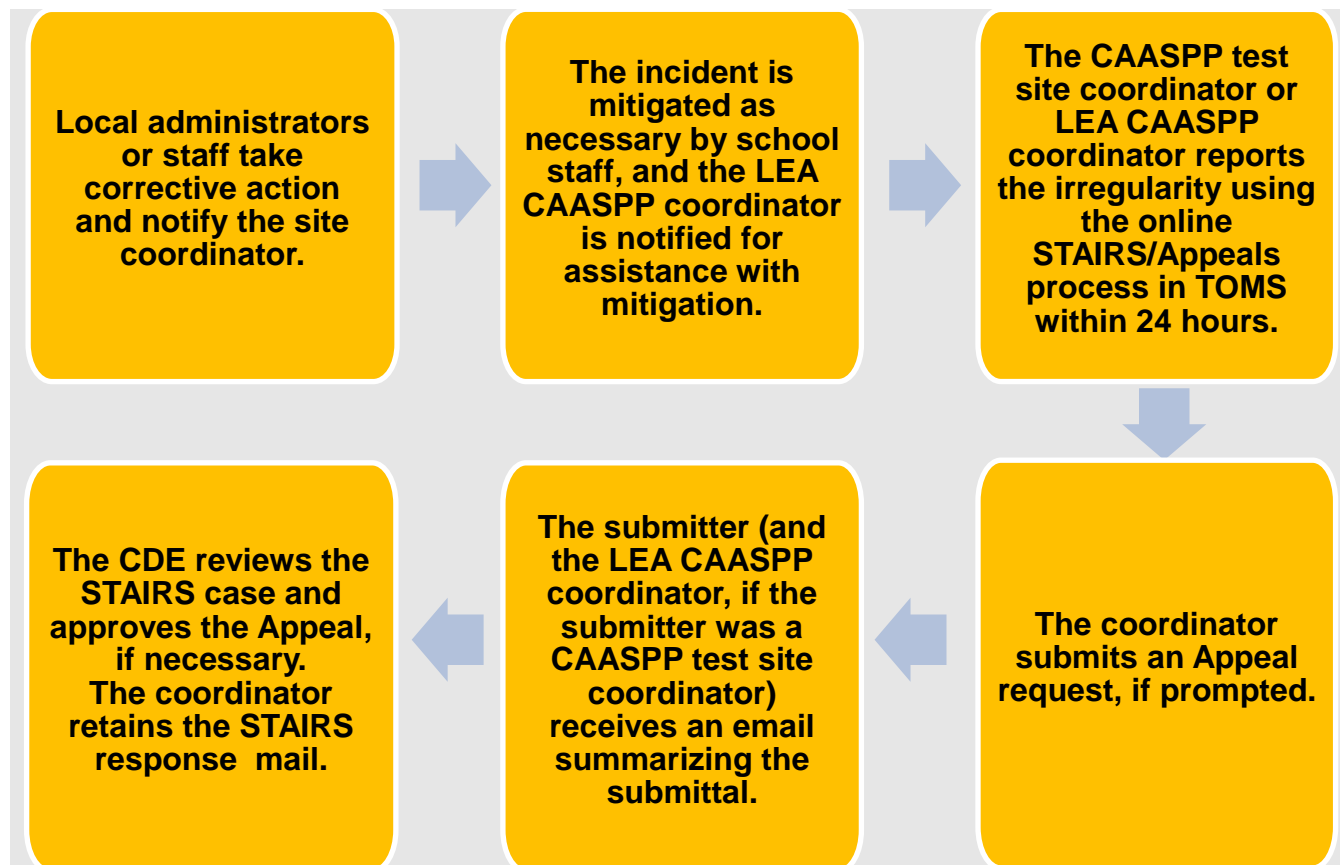 Local administrators
or staff take
corrective action
and notify the site
coordinator.
The incident is
mitigated as
necessary by school
staff, and the LEA
CAASPP coordinator
is notified for
assistance with
mitigation.
The CAASPP test
site coordinator or
LEA CAASPP
coordinator reports
the irregularity using
the online
STAIRS/Appeals
process in TOMS
within 24 hours.
The coordinator
submits an Appeal
request, if prompted.
The submitter (and
the LEA CAASPP
coordinator, if the
submitter was a
CAASPP test site
coordinator)
receives an email
summarizing the
submittal.
The CDE reviews the
STAIRS case and
approves the Appeal,
if necessary.
The coordinator
retains the STAIRS
response mail.